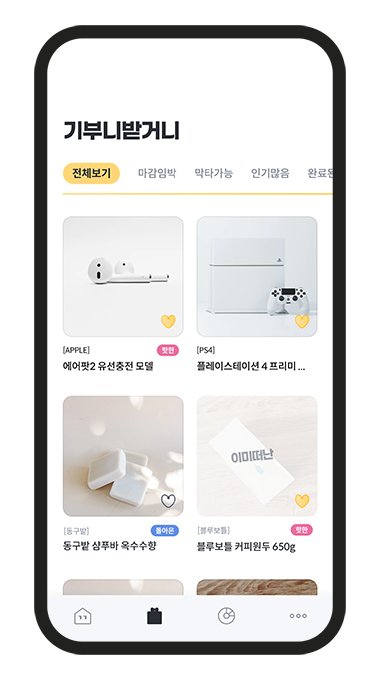 기부니받거니
전체보기 마감임박 막타가능 인기많음 완료된
[APPLE] 핫한
에어팟2 유선충전 모델
[PS4]
플레이스테이션 4 프리미 ...
이미떠난
[동구밭] 돌아온
동구밭 샴푸바 옥수수향
[블루보틀] 핫한
블루보틀 커피원두 650g